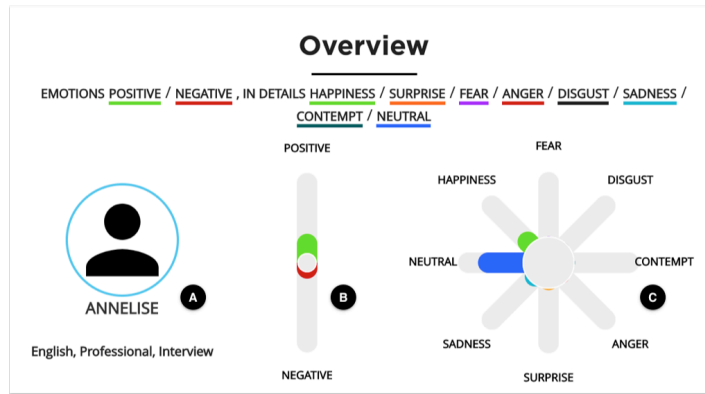 Overview
EMOTIONS POSITIVE / NEGATIVE , IN DETAILS HAPPINESS / SURPRISE / FEAR / ANGER / DISGUST / SADNESS /
CONTEMPT / NEUTRAL
ANNELISE
A
English, Professional, Interview
POSITIVE
B
NEGATIVE
FEAR
HAPPINESS
DISGUST
NEUTRAL
CONTEMPT
C
SADNESS
ANGER
SURPRISE